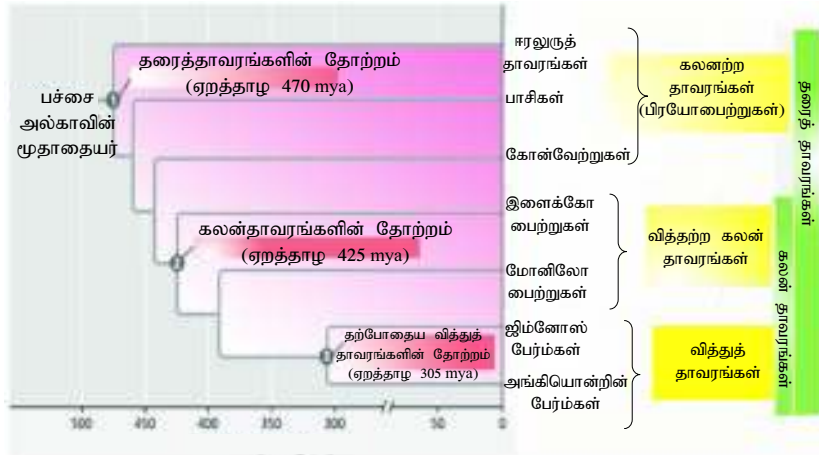 ஈரலுருத்
தாவரங்கள்
தரைத்தாவரங்களின் தோற்றம்
(ஏறத்தாழ 470 mya)
பச்சை
அல்காவின்
மூதாதையர்
பாசிகள்
கோன்வேற்றுகள்
கலனற்ற
தாவரங்கள்
(பிரயோபைற்றுகள்)
தரைத் தாவரங்கள்
இளைக்கோ
பைற்றுகள்
கலன்தாவரங்களின் தோற்றம்
(ஏறத்தாழ 425 mya)
மோனிலோ
பைற்றுகள்
வித்தற்ற கலன்
தாவரங்கள்
கலன் தாவரங்கள்
ஜிம்னோஸ்
பேர்ம்கள்
தற்போதைய வித்துத்
தாவரங்களின் தோற்றம்
(ஏறத்தாழ 305 mya)
அங்கியொன்றின்
பேர்ம்கள்
வித்துத்
தாவரங்கள்
500 450 400 350 300 50 0